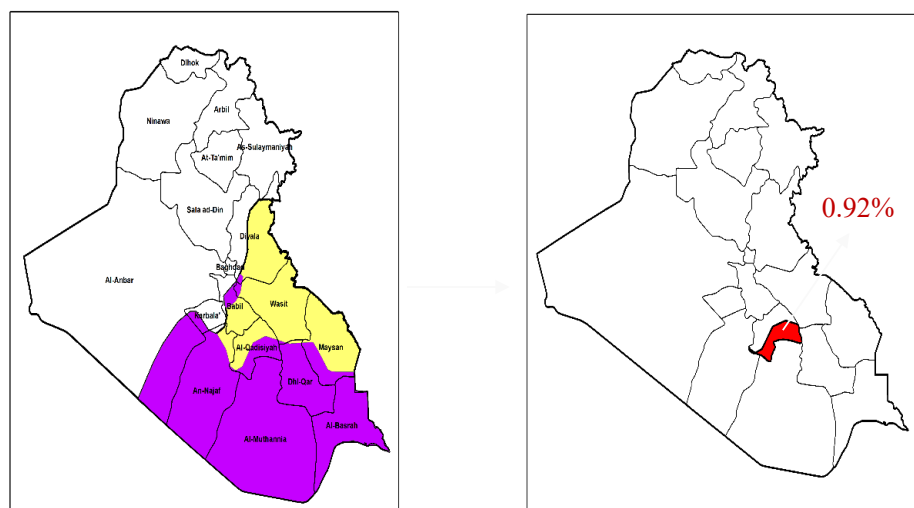 Dihok
Arbil
Ninawa
As-Sulaymaniyah
At-Ta'mim
Sala ad-Din
Diyala
Baghdad
Al-Anbar
Wasit
Babil
Karbala'
Al-Qadisiyah
Maysan
An-Najaf
Dhi-Qar
Al-Basrah
Al-Muthannia
0.92%